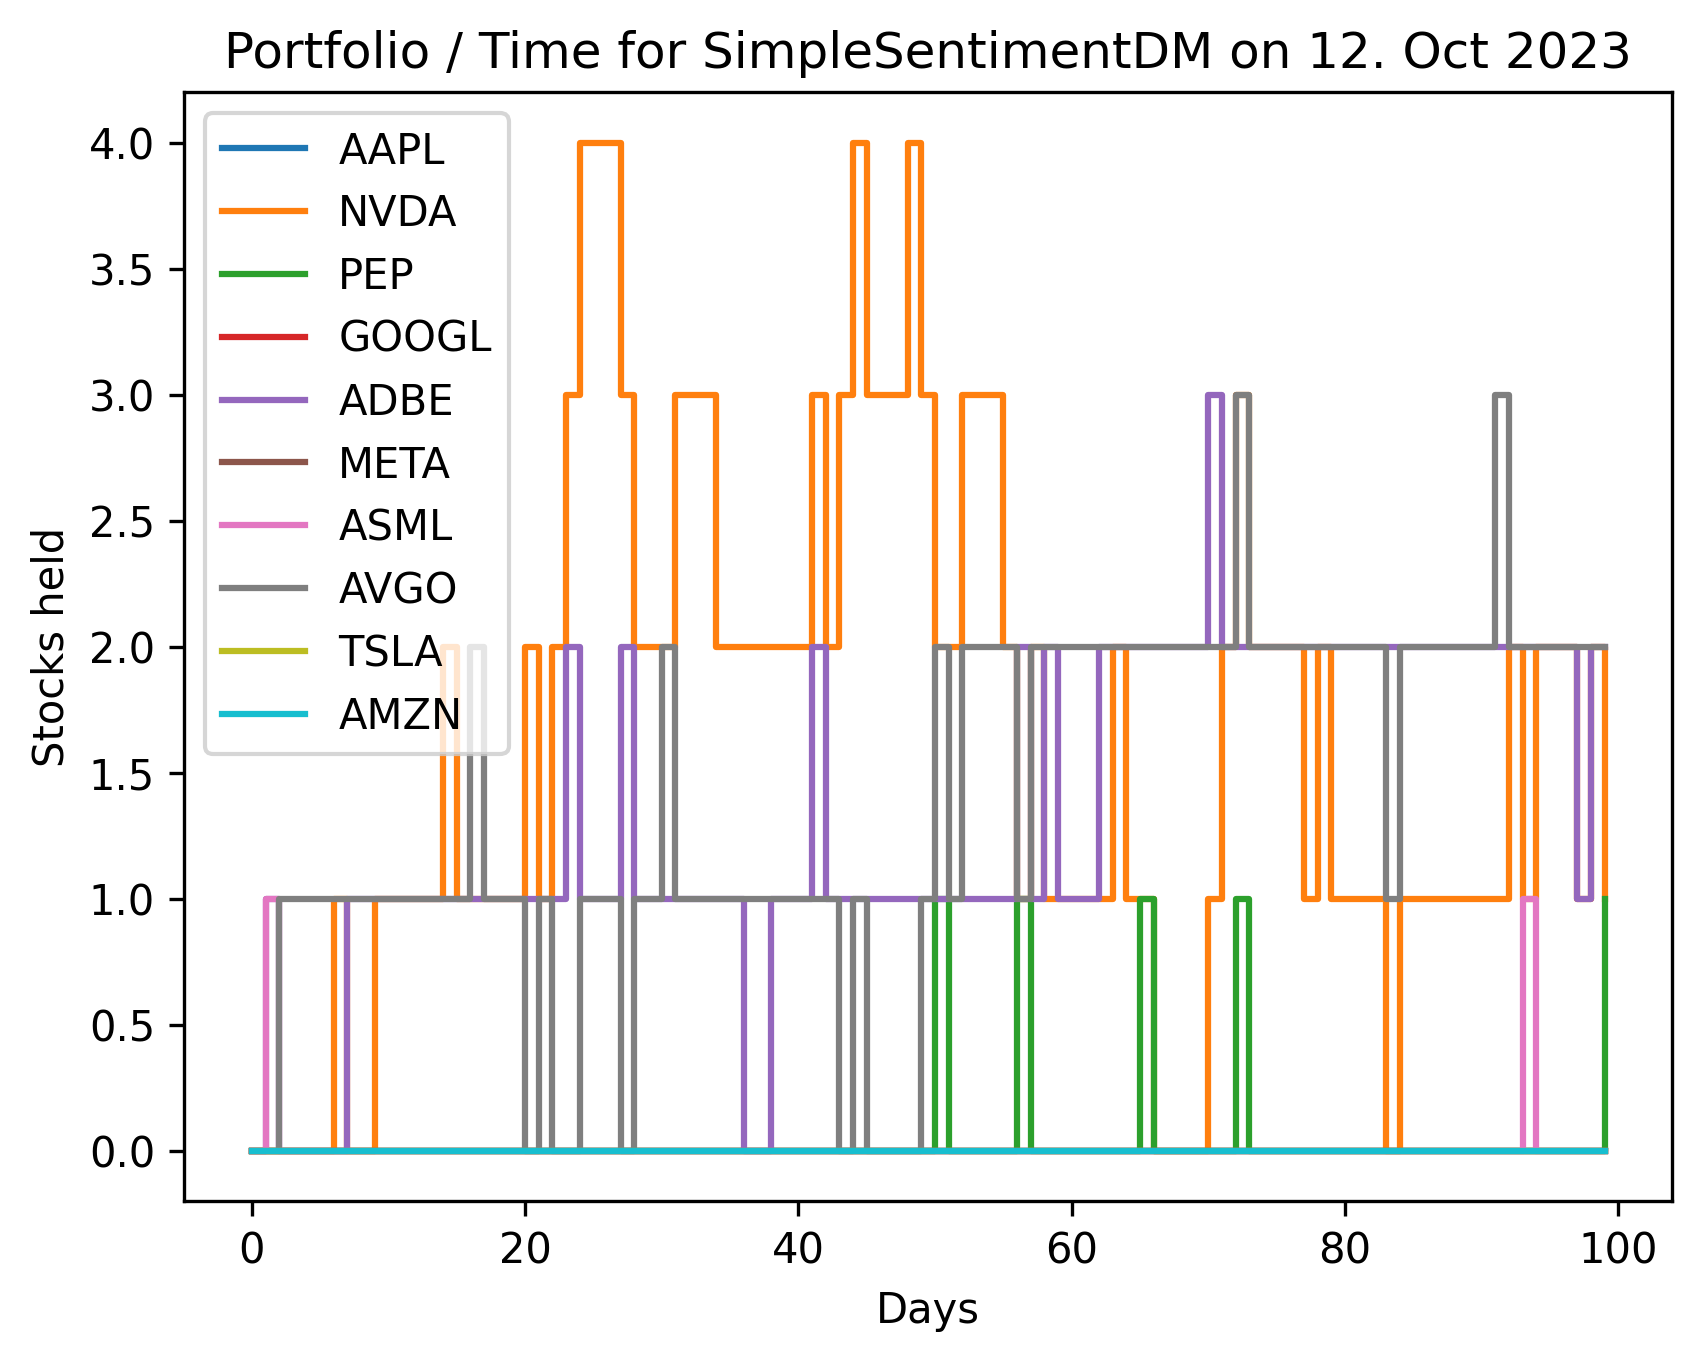 Portfolio / Time for SimpleSentimentDM on 12. Oct 2023
4.0
3.5
3.0
2.5
2.0
1.5
1.0
0.5
0.0
Stocks held
AAPL
NVDA
PEP
GOOGL
ADBE
META
ASML
AVGO
TSLA
AMZN
0 20 40 60 80 100
Days